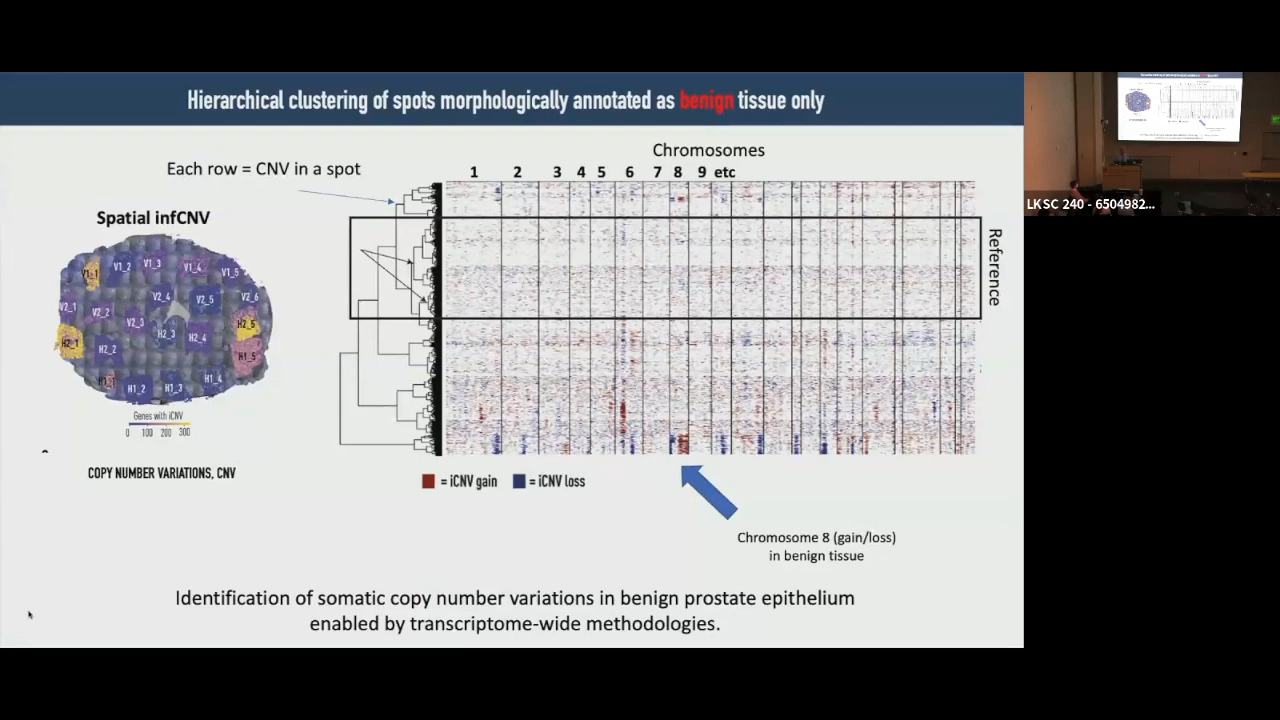 Hierarchical clustering of spots morphologically annotated as benign tissue only
Each row = CNV in a spot
Chromosomes
1 2 3 4 5 6 7 8 9 etc
Spatial infCNV
V1_1
V1_2
V1_3
V1_4
V1_5
V2_1
V2_2
V2_3
V2_4
V2_5
V2_6
H2_1
H2_2
H2_3
H2_4
H2_5
H1_1
H1_2
H1_3
H1_4
H1_5
Genes with iCNV
0 100 200 300
COPY NUMBER VARIATIONS, CNV
Reference
= iCNV gain = iCNV loss
Chromosome 8 (gain/loss)
in benign tissue
Identification of somatic copy number variations in benign prostate epithelium
enabled by transcriptome-wide methodologies.
LKSC 240 - 6504982...